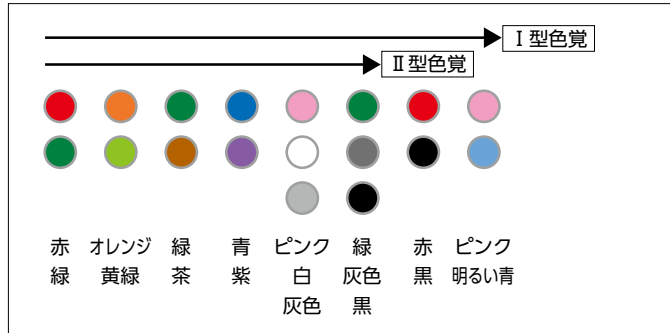 Ⅰ型色覚
Ⅱ型色覚
赤 オレンジ 緑 青 ピンク 緑 赤 ピンク
緑 黄緑 茶 紫 白 灰色 黒 明るい青
灰色 黒